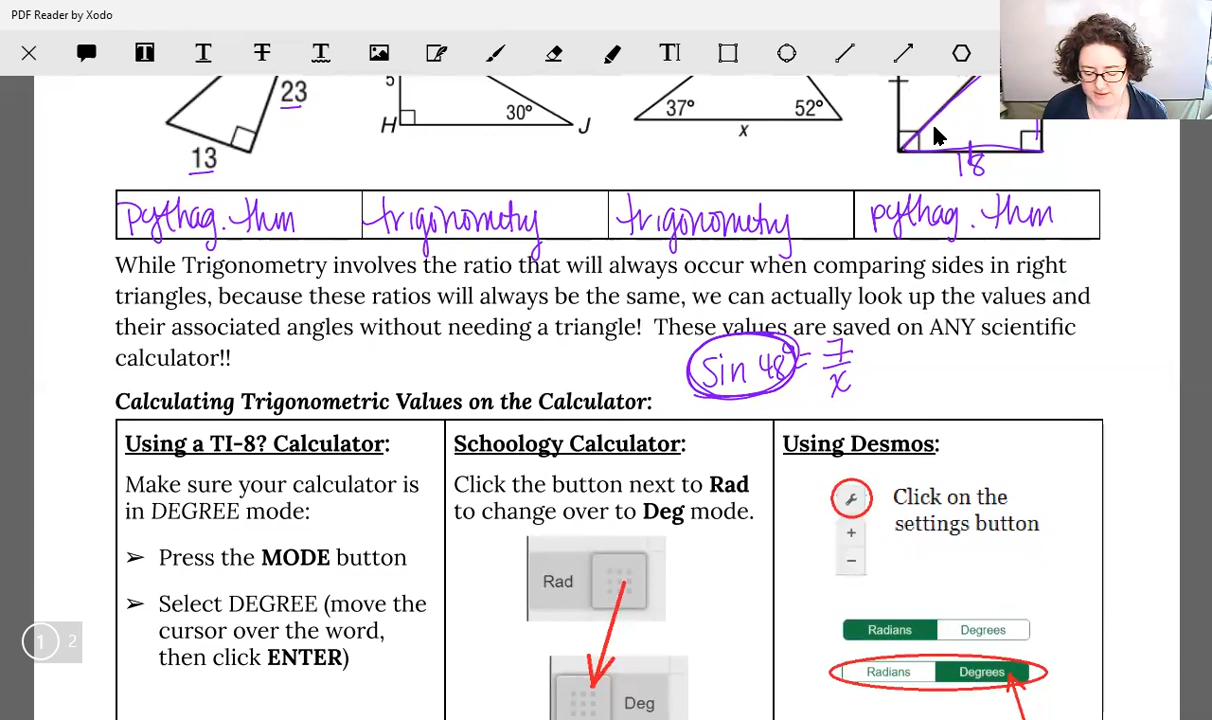 PDF Reader by Xodo
23
13
5
H
30°
J
37°
52°
x
18
pythag. thm
trigonometry
trigonometry
pythag. thm
While Trigonometry involves the ratio that will always occur when comparing sides in right
triangles, because these ratios will always be the same, we can actually look up the values and
their associated angles without needing a triangle! These values are saved on ANY scientific
calculator!!
sin 48° = 7/x
Calculating Trigonometric Values on the Calculator:
Using a TI-8? Calculator:
Make sure your calculator is
in DEGREE mode:
➢ Press the MODE button
➢ Select DEGREE (move the
cursor over the word,
then click ENTER)
Schoology Calculator:
Click the button next to Rad
to change over to Deg mode.
Rad
Deg
Using Desmos:
Click on the
settings button
+
−
Radians Degrees
Radians Degrees
1 2